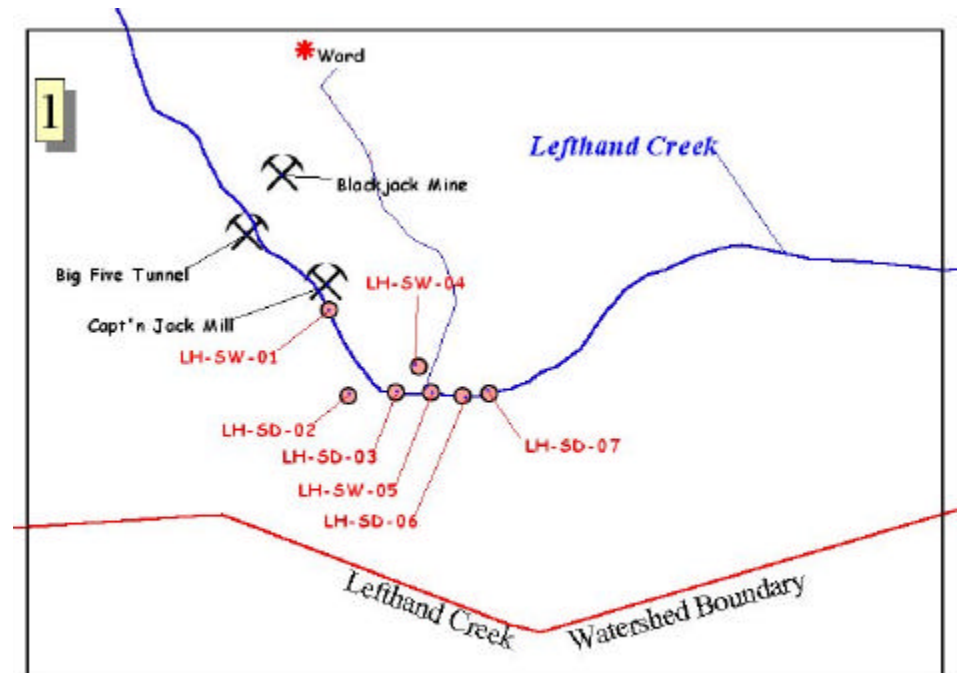 1
Ward
Lefthand Creek
Blackjack Mine
Big Five Tunnel
LH-SW-04
Capt'n Jack Mill
LH-SW-01
LH-SD-02
LH-SD-03
LH-SD-07
LH-SW-05
LH-SD-06
Lefthand Creek Watershed Boundary